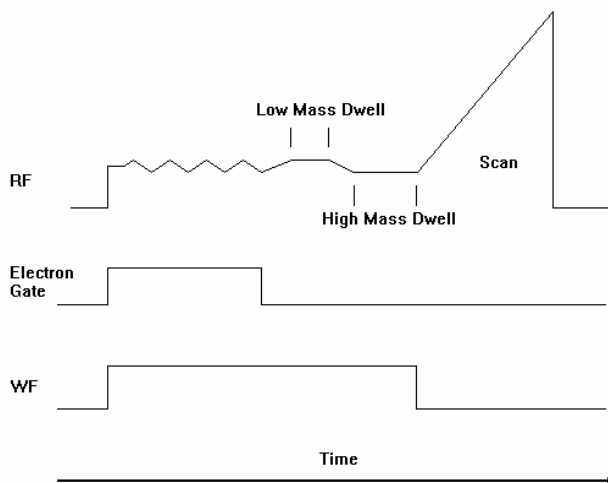 Low Mass Dwell
Scan
RF
High Mass Dwell
Electron
Gate
WF
Time